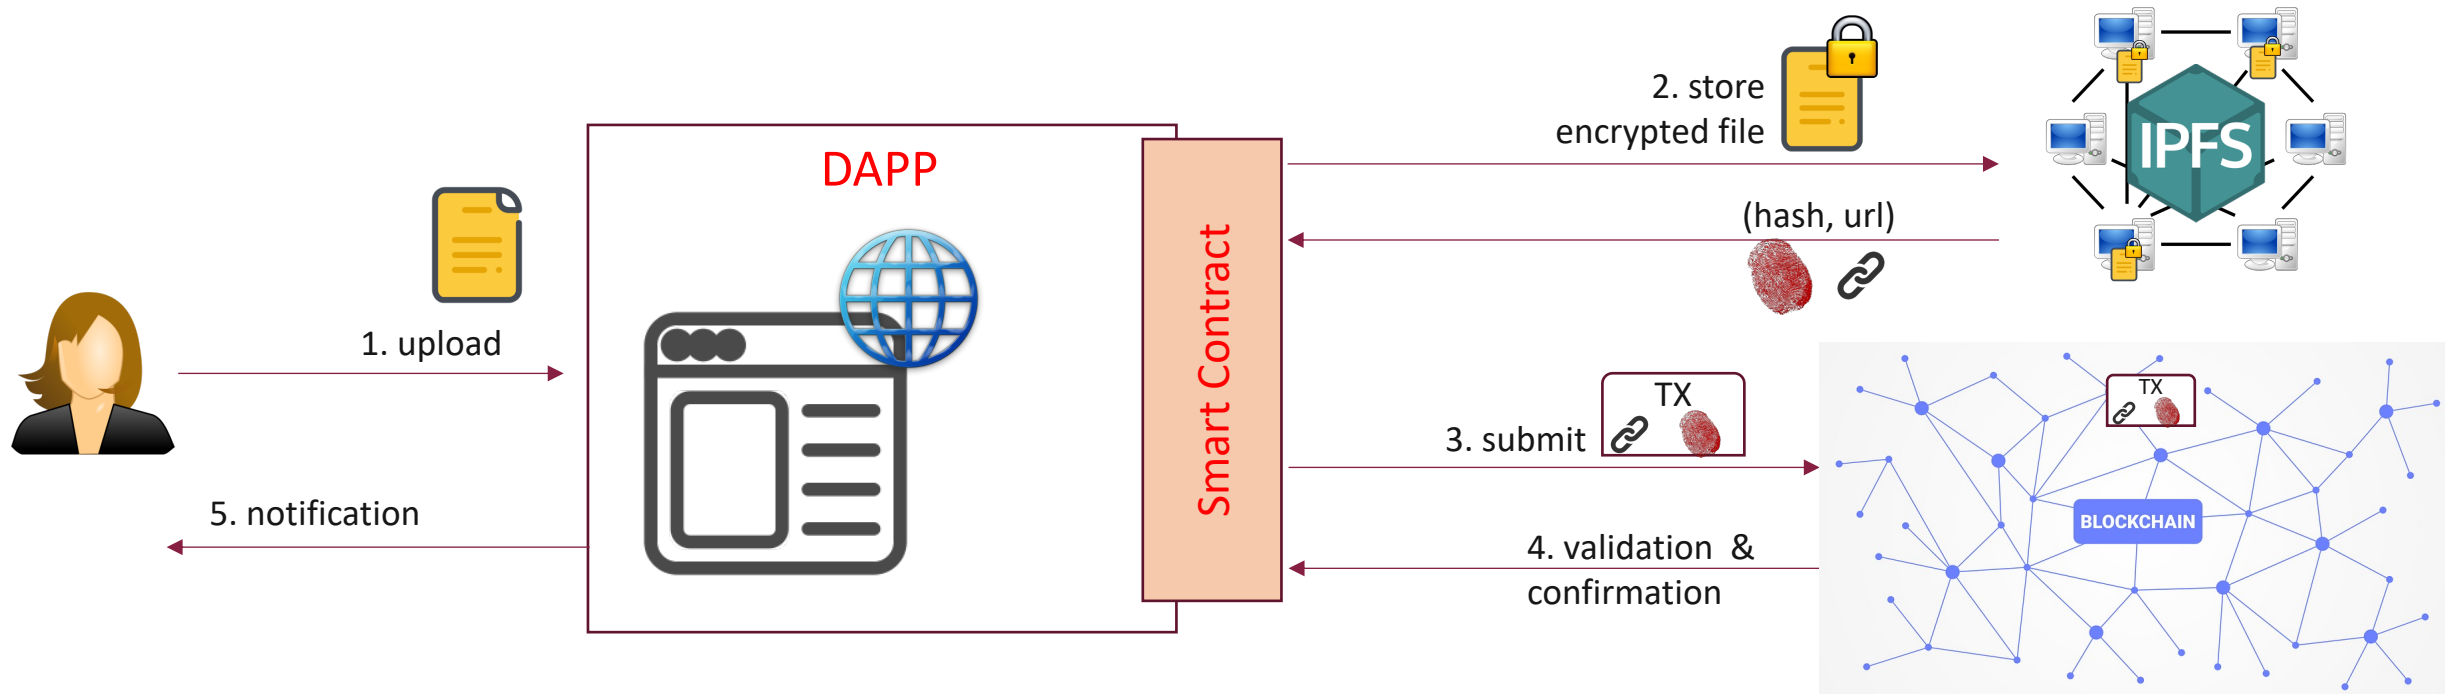 DAPP
Smart Contract
1. upload
5. notification
2. store
encrypted file
(hash, url)
IPFS
3. submit
TX
4. validation &
confirmation
TX
BLOCKCHAIN